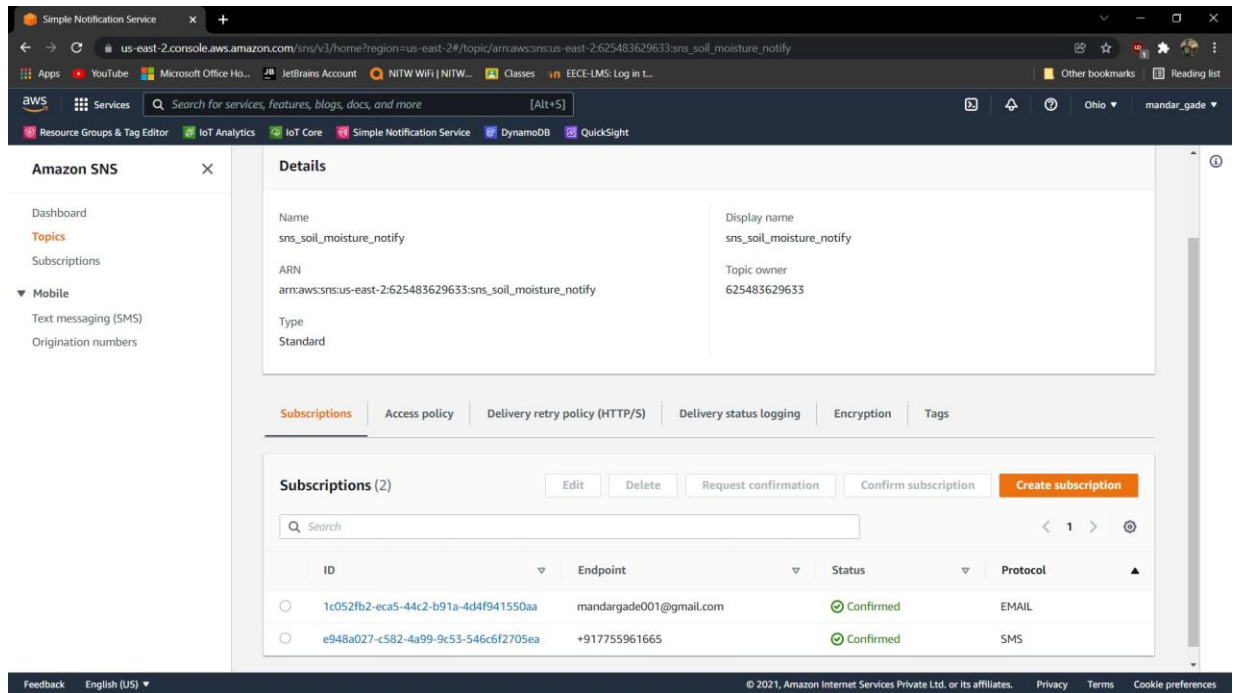 Simple Notification Service
us-east-2.console.aws.amazon.com/sns/v3/home?region=us-east-2#/topic/arn:aws:sns:us-east-2:625483629633:sns_soil_moisture_notify
Apps YouTube Microsoft Office Ho... JetBrains Account NITW WiFi | NITW... Classes EECE-LMS: Log in t... Other bookmarks Reading list
aws Services Search for services, features, blogs, docs, and more [Alt+S] Ohio ▼ mandar_gade ▼
Resource Groups & Tag Editor IoT Analytics IoT Core Simple Notification Service DynamoDB QuickSight
Amazon SNS
Dashboard
Topics
Subscriptions
Mobile
Text messaging (SMS)
Origination numbers
Details
Name
sns_soil_moisture_notify
ARN
arn:aws:sns:us-east-2:625483629633:sns_soil_moisture_notify
Type
Standard
Display name
sns_soil_moisture_notify
Topic owner
625483629633
Subscriptions Access policy Delivery retry policy (HTTP/S) Delivery status logging Encryption Tags
Subscriptions (2) Edit Delete Request confirmation Confirm subscription Create subscription
Search 1
ID Endpoint Status Protocol
1c052fb2-eca5-44c2-b91a-4d4f941550aa mandargade001@gmail.com Confirmed EMAIL
e948a027-c582-4a99-9c53-546c6f2705ea +917755961665 Confirmed SMS
Feedback English (US) ▼ © 2021, Amazon Internet Services Private Ltd. or its affiliates. Privacy Terms Cookie preferences